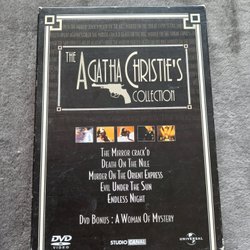 THE
AGATHA CHRISTIE'S
COLLECTION
THE MIRROR CRACK'D
DEATH ON THE NILE
MURDER ON THE ORIENT EXPRESS
EVIL UNDER THE SUN
ENDLESS NIGHT
DVD BONUS : A WOMAN OF MYSTERY
DVD
VIDEO
STUDIO CANAL
UNIVERSAL